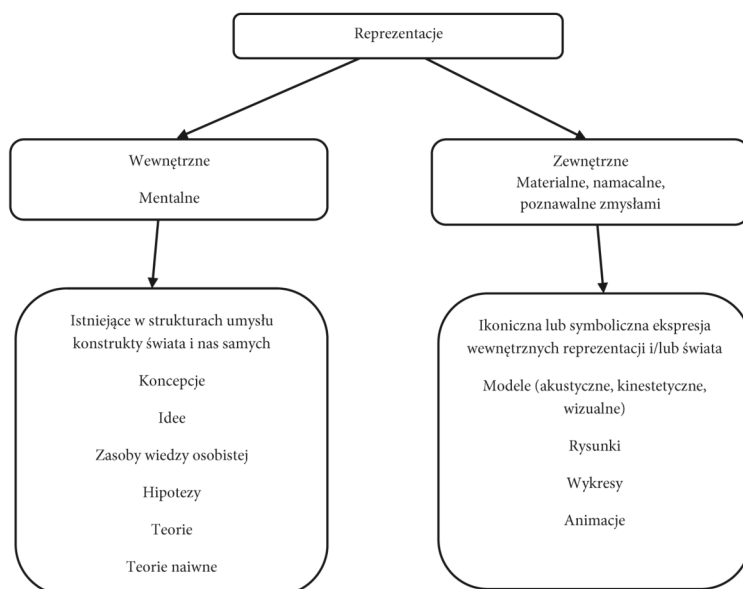 Reprezentacje
Wewnętrzne
Mentalne
Zewnętrzne
Materialne, namacalne,
poznawalne zmysłami
Istniejące w strukturach umysłu
konstrukty świata i nas samych
Koncepcje
Idee
Zasoby wiedzy osobistej
Hipotezy
Teorie
Teorie naiwne
Ikoniczna lub symboliczna ekspresja
wewnętrznych reprezentacji i/lub świata
Modele (akustyczne, kinestetyczne,
wizualne)
Rysunki
Wykresy
Animacje